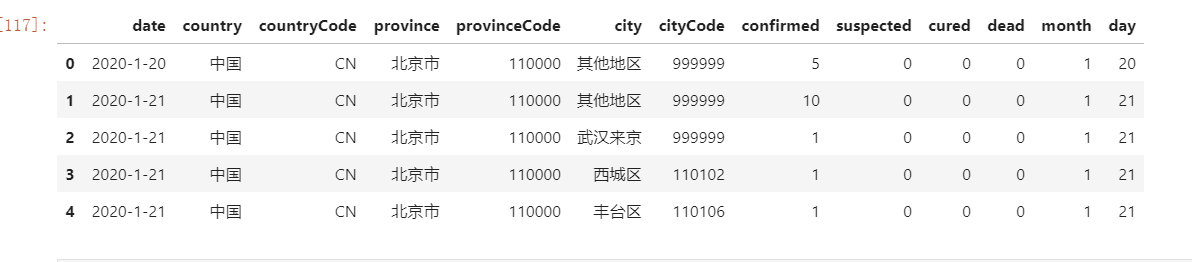 [117]:
date country countryCode province provinceCode city cityCode confirmed suspected cured dead month day
0 2020-1-20 中国 CN 北京市 110000 其他地区 999999 5 0 0 0 1 20
1 2020-1-21 中国 CN 北京市 110000 其他地区 999999 10 0 0 0 1 21
2 2020-1-21 中国 CN 北京市 110000 武汉来京 999999 1 0 0 0 1 21
3 2020-1-21 中国 CN 北京市 110000 西城区 110102 1 0 0 0 1 21
4 2020-1-21 中国 CN 北京市 110000 丰台区 110106 1 0 0 0 1 21